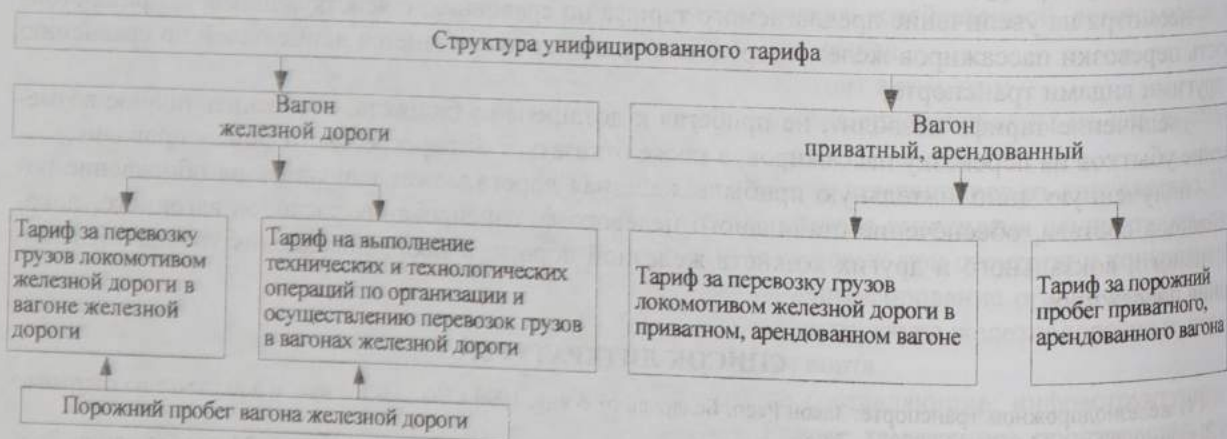 Структура унифицированного тарифа
Вагон
железной дороги
Вагон
приватный, арендованный
Тариф за перевозку
грузов локомотивом
железной дороги в
вагоне железной
дороги
Тариф на выполнение
технических и технологических
операций по организации и
осуществлению перевозок грузов
в вагонах железной дороги
Тариф за перевозку грузов
локомотивом железной дороги в
приватном, арендованном вагоне
Тариф за порожний
пробег приватного,
арендованного вагона
Порожний пробег вагона железной дороги